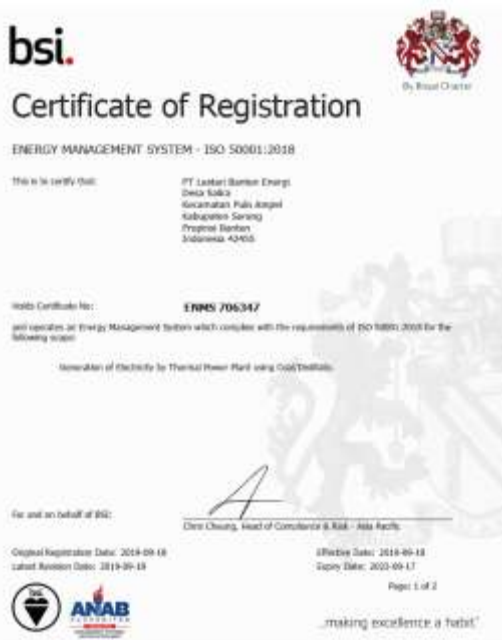 bsi.
By Royal Charter
Certificate of Registration
ENERGY MANAGEMENT SYSTEM - ISO 50001:2018
This is to certify that:
PT Lestari Banten Energi
Desa Salira
Kecamatan Pulo Ampel
Kabupaten Serang
Propinsi Banten
Indonesia 42455
Holds Certificate No:
ENMS 706347
and operates an Energy Management System which complies with the requirements of ISO 50001:2018 for the
following scope:
Generation of Electricity by Thermal Power Plant using Coal/Distillate.
For and on behalf of BSI:
Chris Cheung, Head of Compliance & Risk - Asia Pacific
Original Registration Date: 2019-09-18
Effective Date: 2019-09-18
Latest Revision Date: 2019-09-18
Expiry Date: 2022-09-17
Page: 1 of 2
bsi
ANAB
ACCREDITED
...making excellence a habit.™